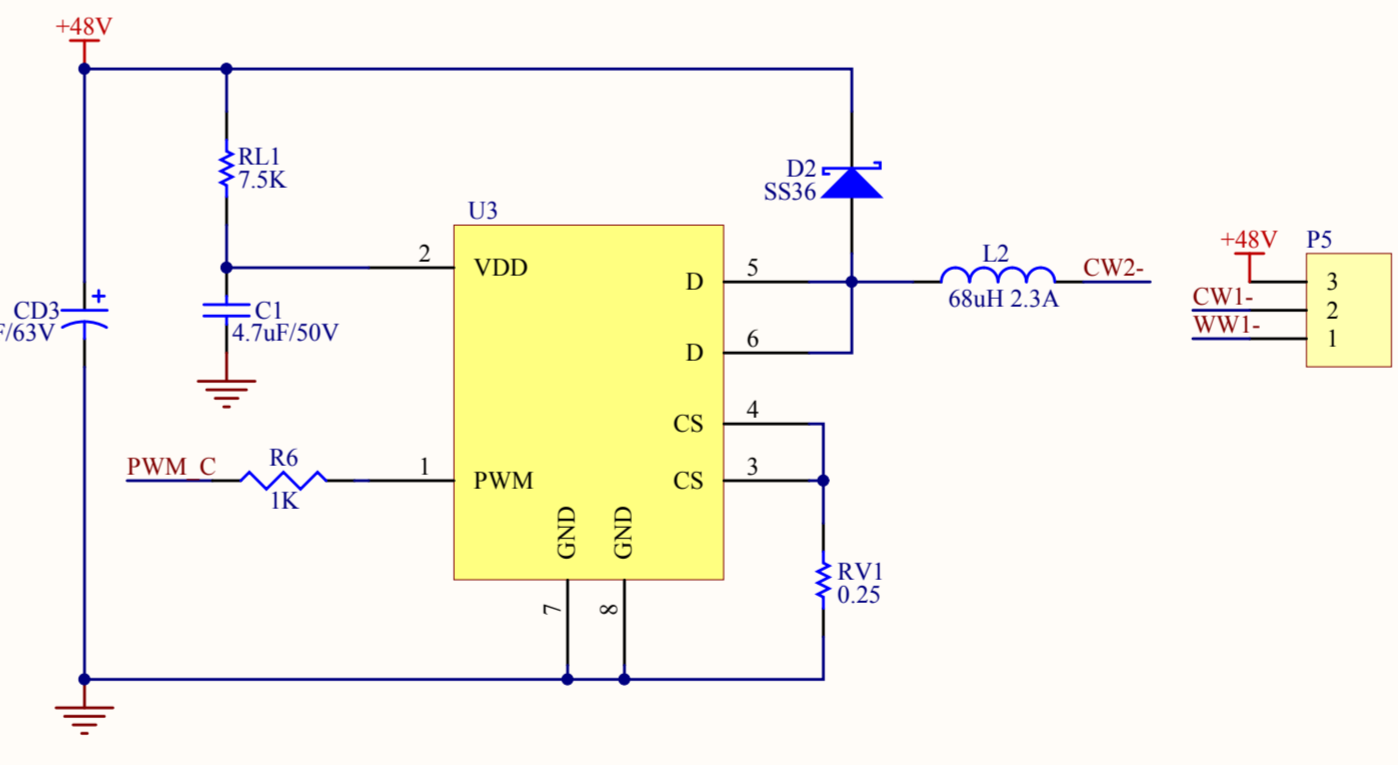 +48V
RL1
7.5K
D2
SS36
U3
2
VDD
D
5
L2
68uH 2.3A
CW2-
+48V
P5
3
CW1-
2
WW1-
1
CD3
+
F/63V
C1
4.7uF/50V
D
6
CS
4
PWM_C
R6
1K
1
PWM
CS
3
GND
GND
7
8
RV1
0.25